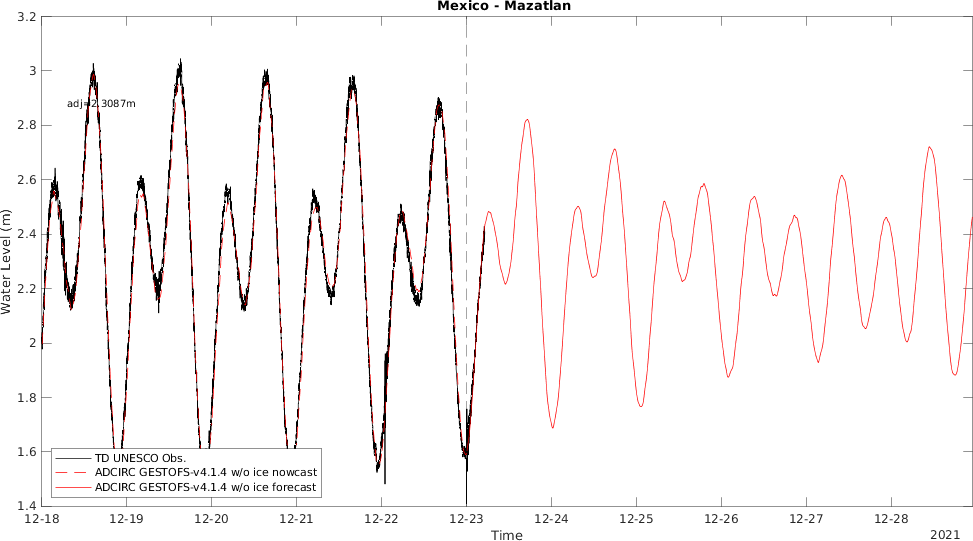 Mexico - Mazatlan
3.2
3
2.8
2.6
2.4
2.2
2
1.8
1.6
1.4
Water Level (m)
adj=2.3087m
TD UNESCO Obs.
ADCIRC GESTOFS-v4.1.4 w/o ice nowcast
ADCIRC GESTOFS-v4.1.4 w/o ice forecast
12-18 12-19 12-20 12-21 12-22 12-23 12-24 12-25 12-26 12-27 12-28
Time
2021